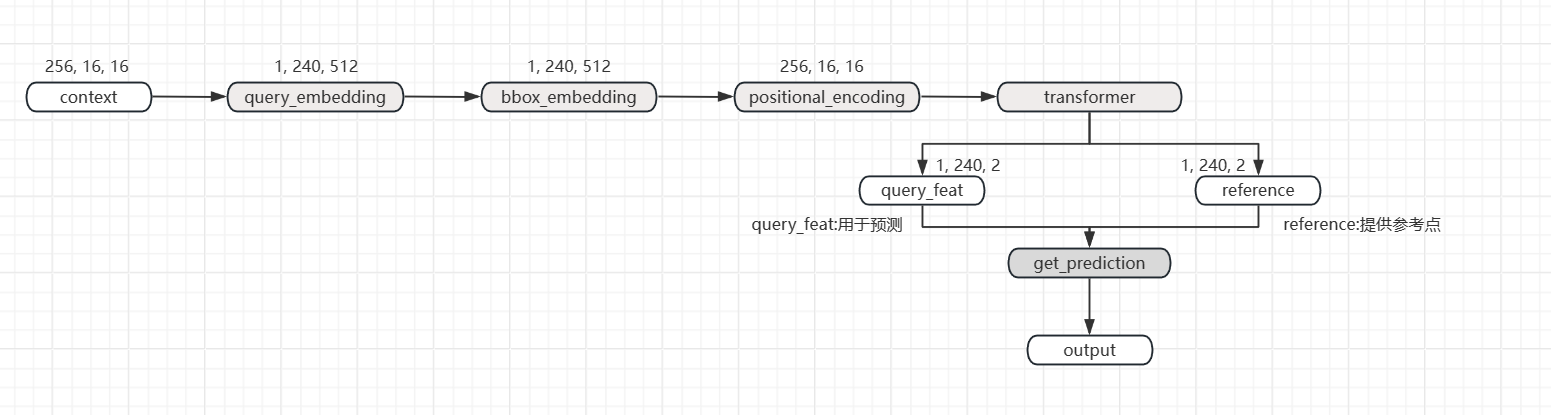 256, 16, 16
1, 240, 512
1, 240, 512
256, 16, 16
context
query_embedding
bbox_embedding
positional_encoding
transformer
1, 240, 2
1, 240, 2
query_feat
reference
query_feat:用于预测
reference:提供参考点
get_prediction
output